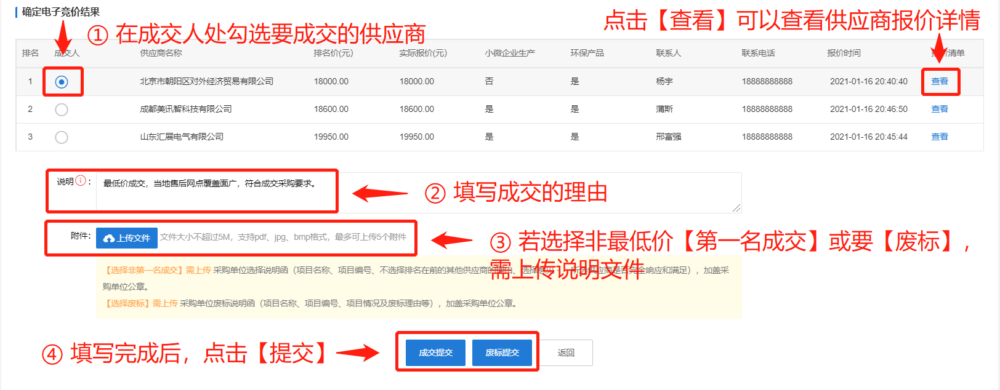 确定电子竞价结果
① 在成交人处勾选要成交的供应商
点击【查看】可以查看供应商报价详情
排名 成交人 供应商名称 排名价(元) 实际报价(元) 小微企业生产 环保产品 联系人 联系电话 报价时间 报价清单
1 北京市朝阳区对外经济贸易有限公司 18000.00 18000.00 否 是 杨宇 18888888888 2021-01-16 20:40:40 查看
2 成都美讯智科技有限公司 18600.00 18600.00 是 是 蒲斯 18888888888 2021-01-16 20:46:50 查看
3 山东汇展电气有限公司 19950.00 19950.00 是 是 邢富强 18888888888 2021-01-16 20:45:44 查看
说明 ⓘ： 最低价成交，当地售后网点覆盖面广，符合成交采购要求。
② 填写成交的理由
附件： 上传文件 文件大小不超过5M，支持pdf、jpg、bmp格式，最多可上传5个附件
③ 若选择非最低价【第一名成交】或要【废标】，
需上传说明文件
【选择非第一名成交】需上传 采购单位选择说明函（项目名称、项目编号、不选择排名在前的其他供应商的理由、选择 所选供应商是否完全响应和满足），加盖采
购单位公章。
【选择废标】需上传 采购单位废标说明函（项目名称、项目编号、项目情况及废标理由等），加盖采购单位公章。
④ 填写完成后，点击【提交】
成交提交 废标提交 返回